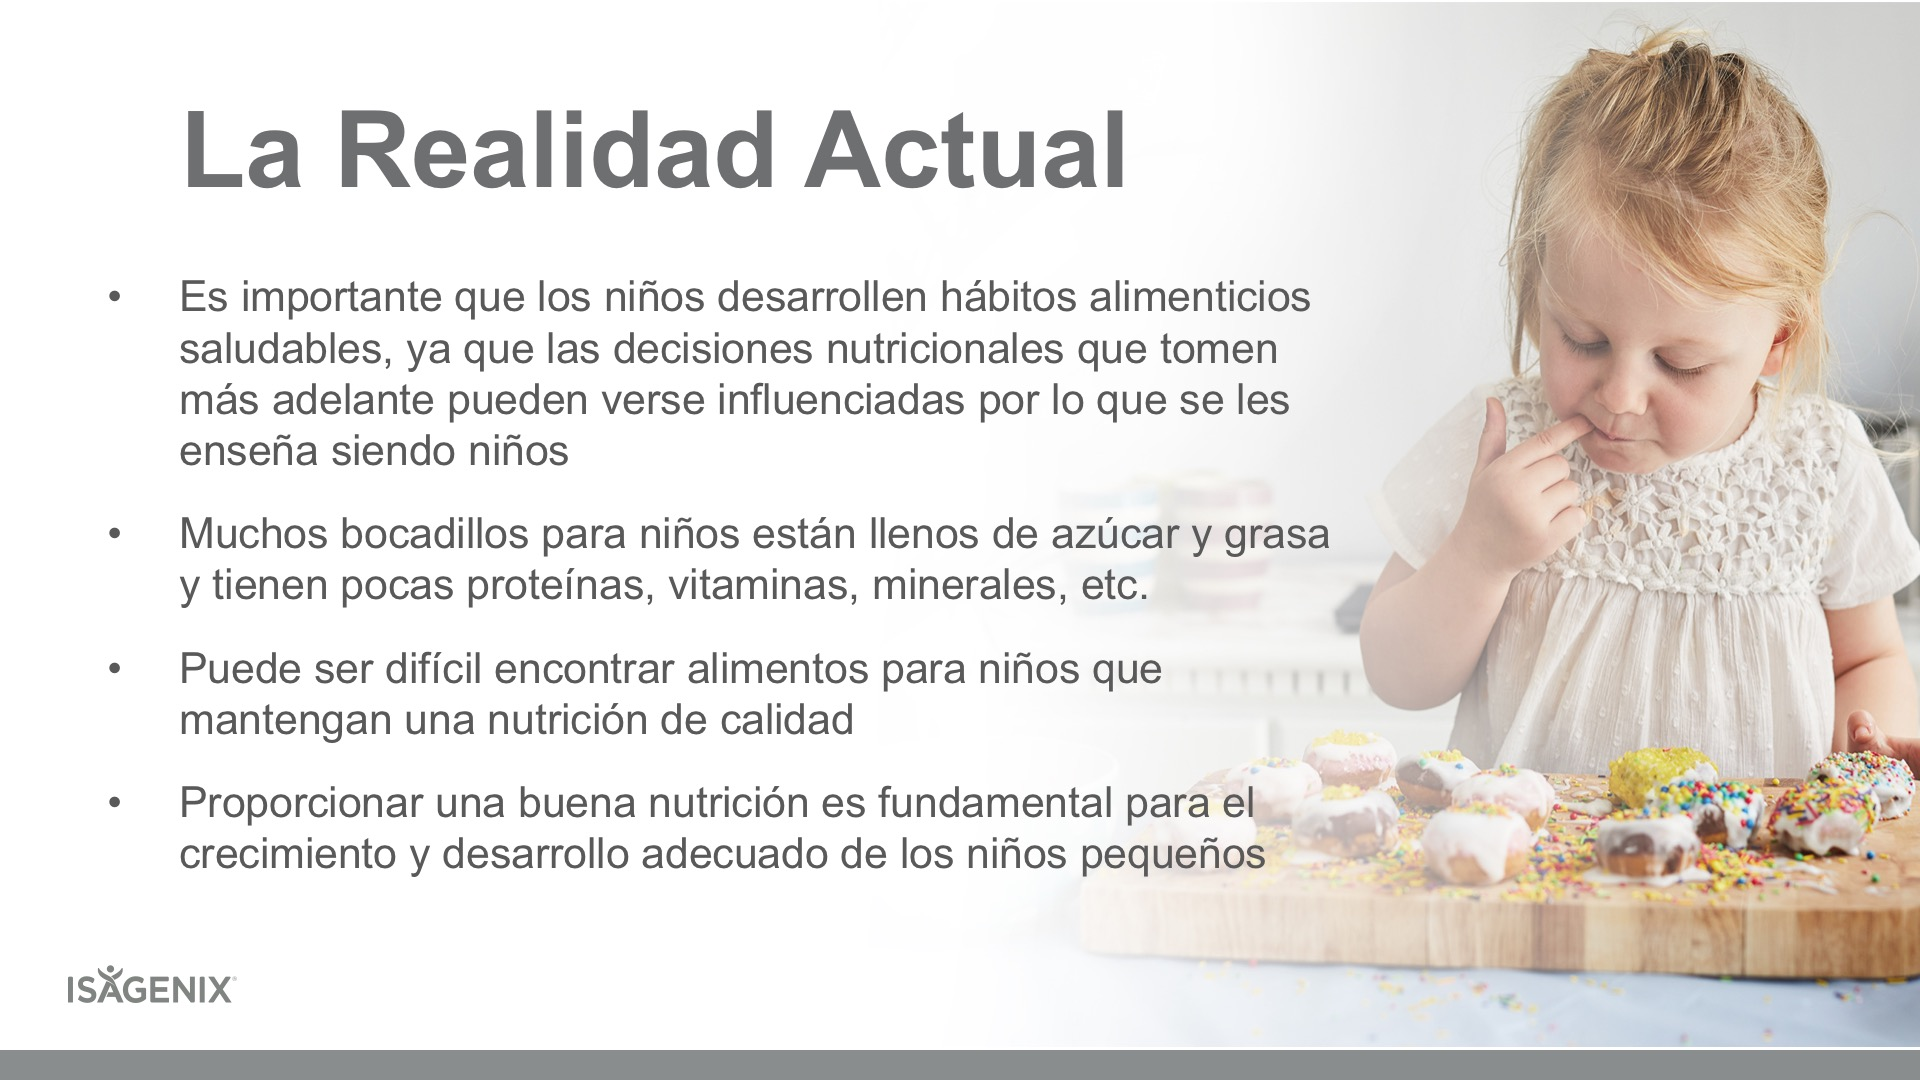 La Realidad Actual
• Es importante que los niños desarrollen hábitos alimenticios
saludables, ya que las decisiones nutricionales que tomen
más adelante pueden verse influenciadas por lo que se les
enseña siendo niños
• Muchos bocadillos para niños están llenos de azúcar y grasa
y tienen pocas proteínas, vitaminas, minerales, etc.
• Puede ser difícil encontrar alimentos para niños que
mantengan una nutrición de calidad
• Proporcionar una buena nutrición es fundamental para el
crecimiento y desarrollo adecuado de los niños pequeños
ISAGENIX®